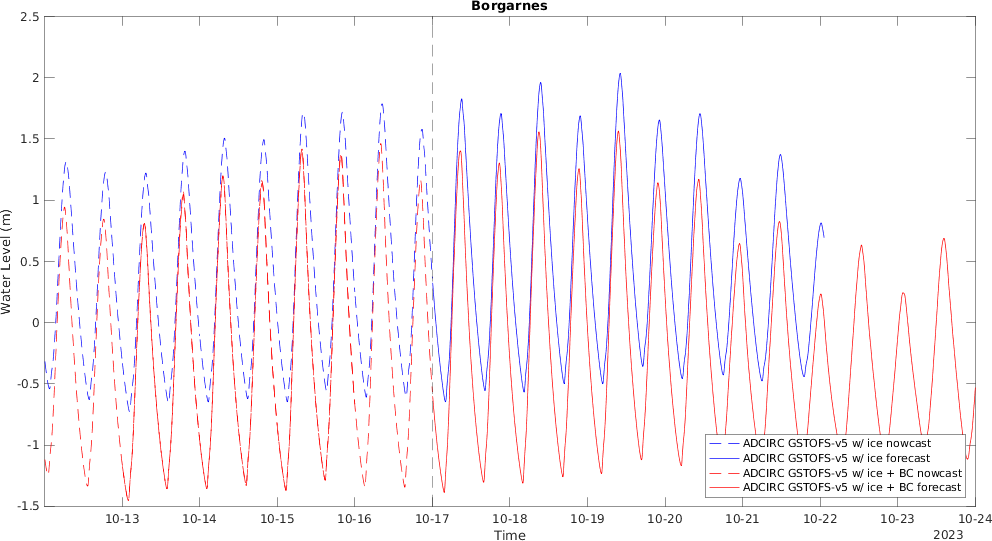 Borgarnes
2.5
2
1.5
1
0.5
0
-0.5
-1
-1.5
Water Level (m)
ADCIRC GSTOFS-v5 w/ ice nowcast
ADCIRC GSTOFS-v5 w/ ice forecast
ADCIRC GSTOFS-v5 w/ ice + BC nowcast
ADCIRC GSTOFS-v5 w/ ice + BC forecast
10-13 10-14 10-15 10-16 10-17 10-18 10-19 10-20 10-21 10-22 10-23 10-24
Time
2023